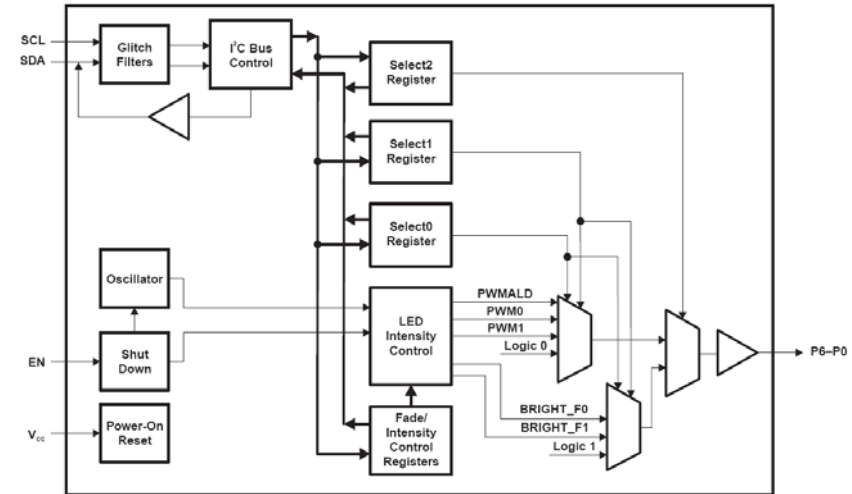 SCL
SDA
Glitch
Filters
I²C Bus
Control
Select2
Register
Select1
Register
Select0
Register
Oscillator
LED
Intensity
Control
PWMALD
PWM0
PWM1
Logic 0
EN
Shut
Down
P6–P0
BRIGHT_F0
BRIGHT_F1
Logic 1
Vcc
Power-On
Reset
Fade/
Intensity
Control
Registers